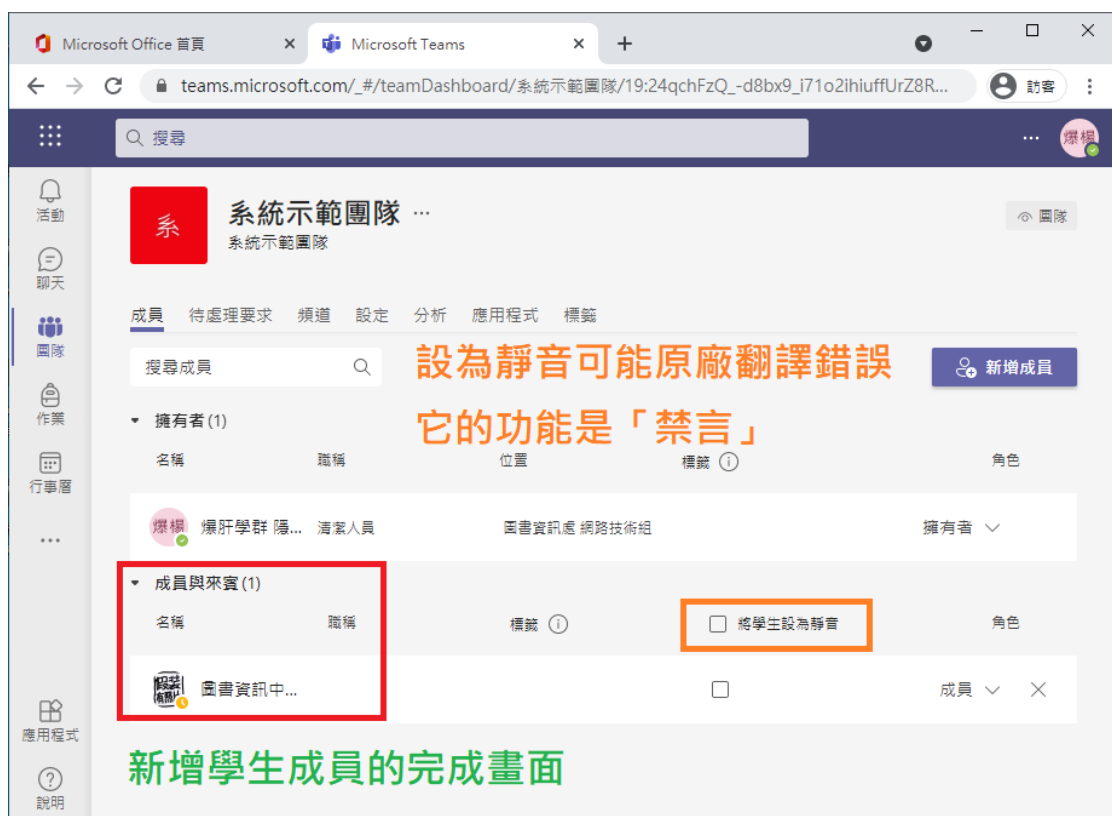 Microsoft Office 首頁
Microsoft Teams
teams.microsoft.com/_#/teamDashboard/系統示範團隊/19:24qchFzQ_-d8bx9_i71o2ihiuffUrZ8R...
訪客
搜尋
爆楊
活動
聊天
團隊
作業
行事曆
應用程式
說明
系
系統示範團隊 ...
系統示範團隊
團隊
成員 待處理要求 頻道 設定 分析 應用程式 標籤
搜尋成員
設為靜音可能原廠翻譯錯誤
新增成員
擁有者(1)
它的功能是「禁言」
名稱 職稱 位置 標籤 角色
爆楊 爆肝學群 隱... 清潔人員 圖書資訊處 網路技術組 擁有者
成員與來賓(1)
名稱 職稱 標籤 將學生設為靜音 角色
假裝
圖書資訊中... 成員
新增學生成員的完成畫面